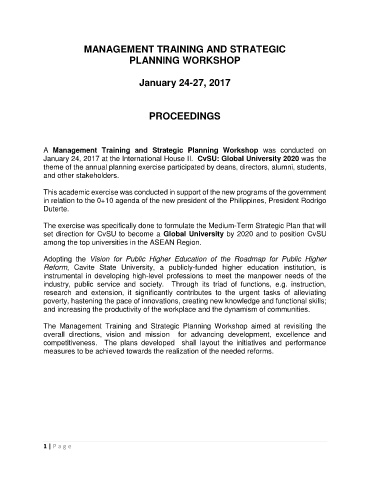 MANAGEMENT TRAINING AND STRATEGIC
PLANNING WORKSHOP
January 24-27, 2017
PROCEEDINGS
A Management Training and Strategic Planning Workshop was conducted on
January 24, 2017 at the International House II. CvSU: Global University 2020 was the
theme of the annual planning exercise participated by deans, directors, alumni, students,
and other stakeholders.
This academic exercise was conducted in support of the new programs of the government
in relation to the 0+10 agenda of the new president of the Philippines, President Rodrigo
Duterte.
The exercise was specifically done to formulate the Medium-Term Strategic Plan that will
set direction for CvSU to become a Global University by 2020 and to position CvSU
among the top universities in the ASEAN Region.
Adopting the Vision for Public Higher Education of the Roadmap for Public Higher
Reform, Cavite State University, a publicly-funded higher education institution, is
instrumental in developing high-level professions to meet the manpower needs of the
industry, public service and society. Through its triad of functions, e.g. instruction,
research and extension, it significantly contributes to the urgent tasks of alleviating
poverty, hastening the pace of innovations, creating new knowledge and functional skills;
and increasing the productivity of the workplace and the dynamism of communities.
The Management Training and Strategic Planning Workshop aimed at revisiting the
overall directions, vision and mission for advancing development, excellence and
competitiveness. The plans developed shall layout the initiatives and performance
measures to be achieved towards the realization of the needed reforms.
1 | P a g e